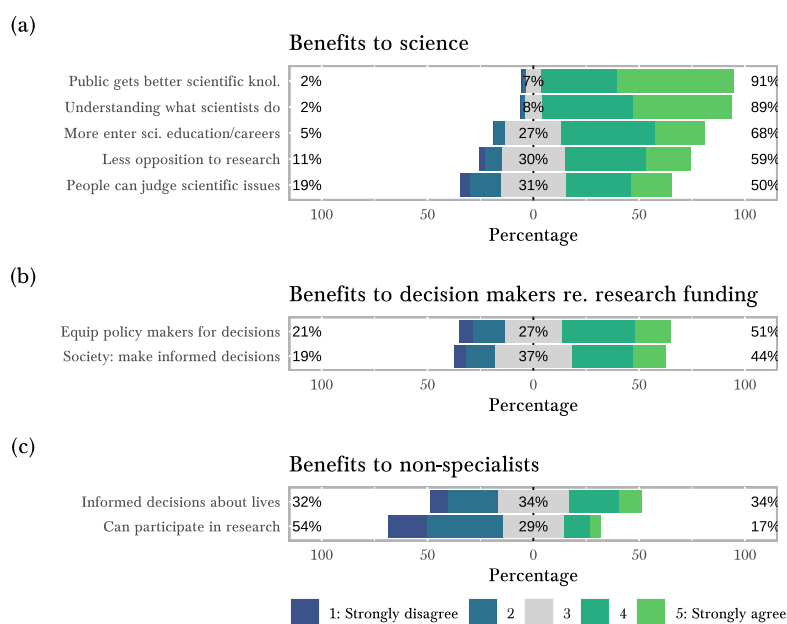 (a)
Benefits to science
Public gets better scientific knol. 2% 7% 91%
Understanding what scientists do 2% 8% 89%
More enter sci. education/careers 5% 27% 68%
Less opposition to research 11% 30% 59%
People can judge scientific issues 19% 31% 50%
100 50 0 50 100
Percentage
(b)
Benefits to decision makers re. research funding
Equip policy makers for decisions 21% 27% 51%
Society: make informed decisions 19% 37% 44%
100 50 0 50 100
Percentage
(c)
Benefits to non-specialists
Informed decisions about lives 32% 34% 34%
Can participate in research 54% 29% 17%
100 50 0 50 100
Percentage
1: Strongly disagree 2 3 4 5: Strongly agree